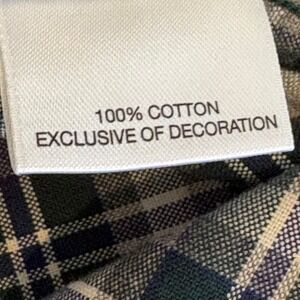 100% COTTON
EXCLUSIVE OF DECORATION